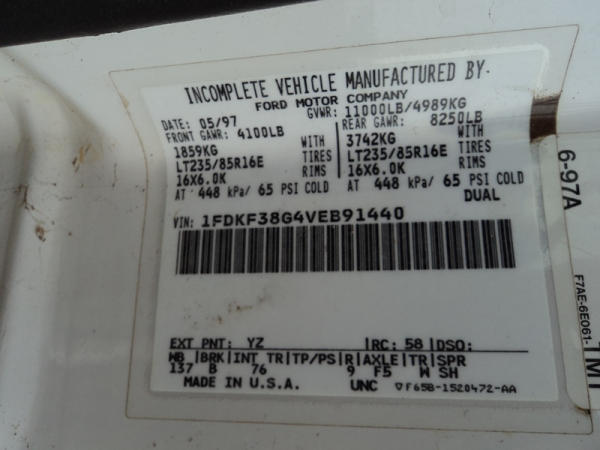 INCOMPLETE VEHICLE MANUFACTURED BY-
FORD MOTOR COMPANY
DATE: 05/97 GVWR: 11000LB/4989KG
FRONT GAWR: 4100LB REAR GAWR: 8250LB
1859KG WITH 3742KG WITH
LT235/85R16E TIRES LT235/85R16E TIRES
16X6.0K RIMS 16X6.0K RIMS
AT 448 kPa/ 65 PSI COLD AT 448 kPa/ 65 PSI COLD
DUAL
VIN: 1FDKF38G4VEB91440
EXT PNT: YZ RC: 58 DSO:
WB BRK INT TR TP/PS R AXLE TR SPR
137 B 76 9 F5 W SH
MADE IN U.S.A. UNC F65B-1520472-AA
6-97A
F7AE-6E061-